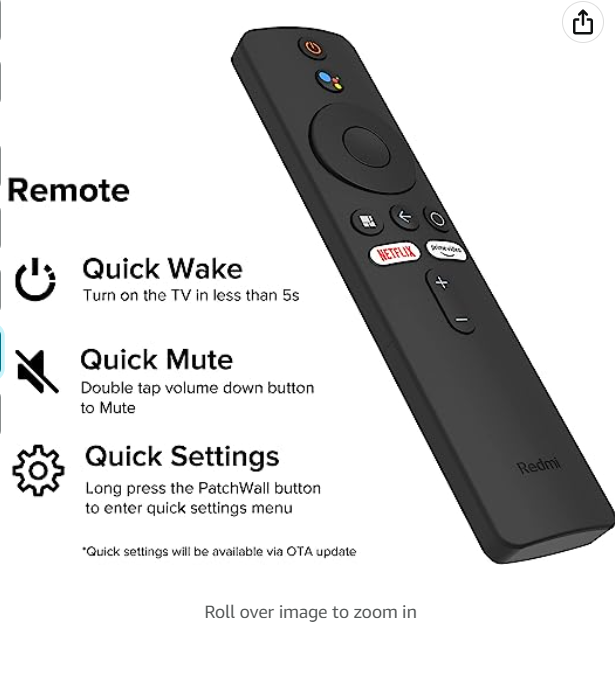 Remote
Quick Wake
Turn on the TV in less than 5s
Quick Mute
Double tap volume down button
to Mute
Quick Settings
Long press the PatchWall button
to enter quick settings menu
*Quick settings will be available via OTA update
NETFLIX
prime video
+
−
Redmi
Roll over image to zoom in